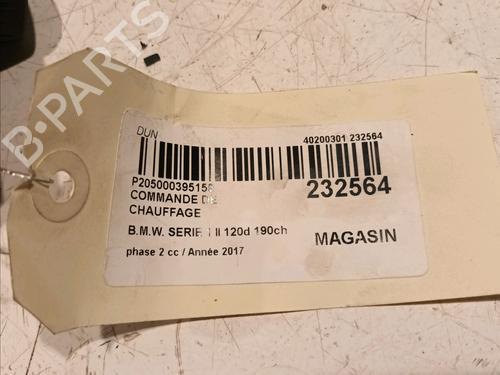 B-PARTS
DUN
40200301 232564
P205000395158
232564
COMMANDE DE
CHAUFFAGE
B.M.W. SERIE 1 II 120d 190ch
MAGASIN
phase 2 cc / Année 2017